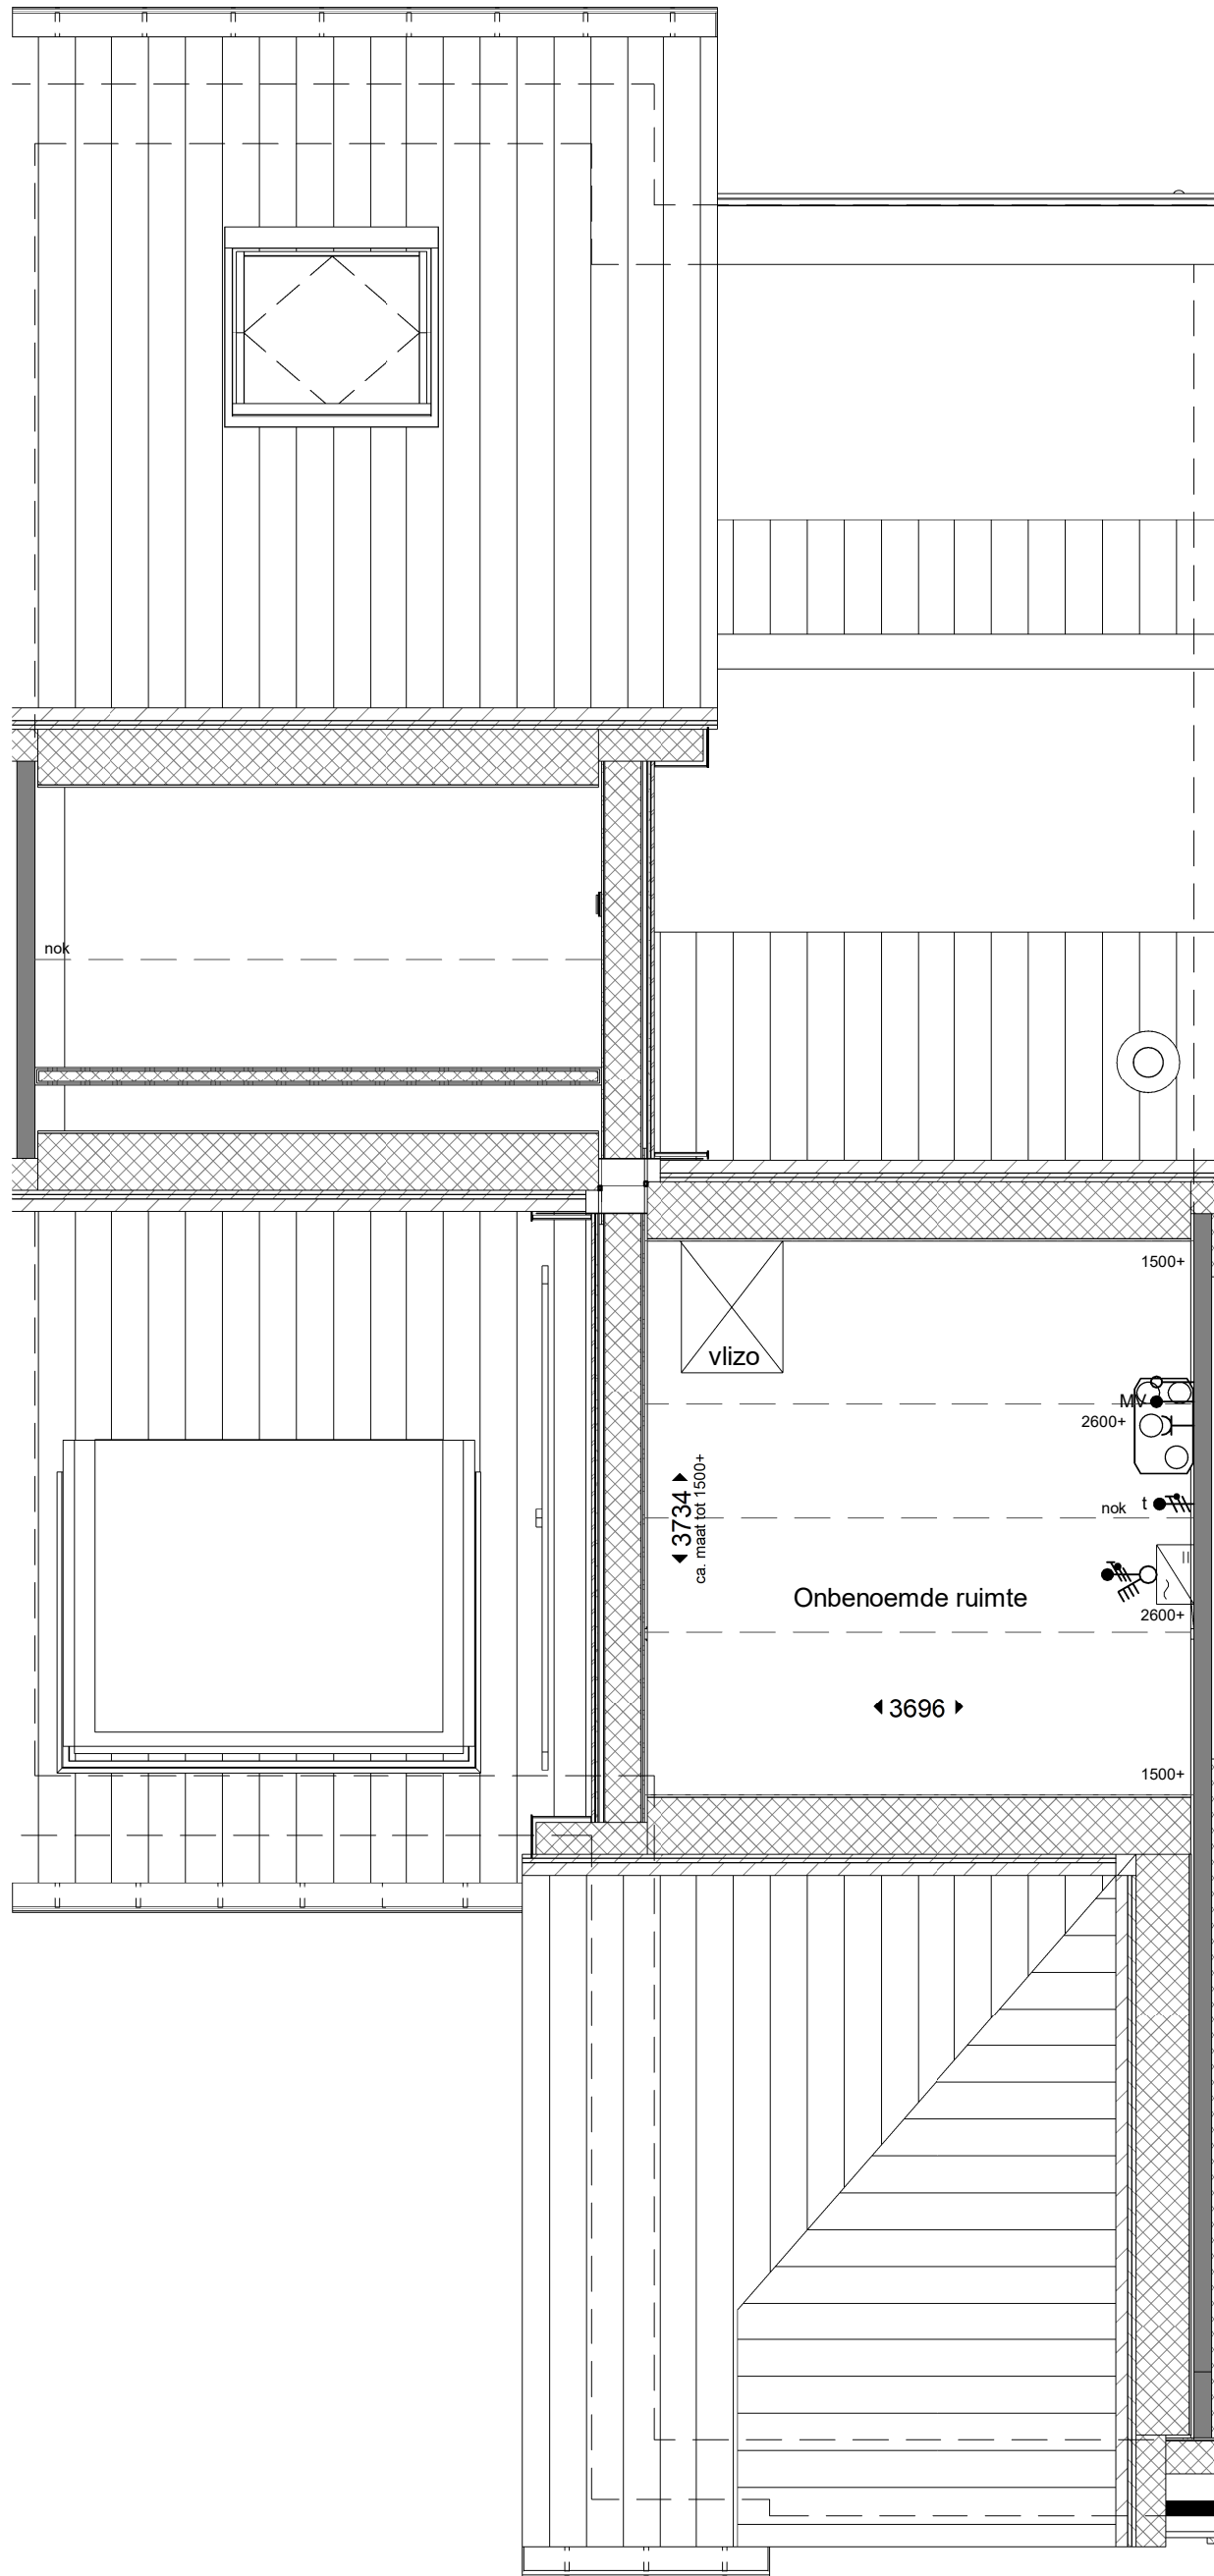 nok
1500+
vlizo
MV
2600+
3734
ca. maat tot 1500+
t
nok
Onbenoemde ruimte
2600+
3696
1500+